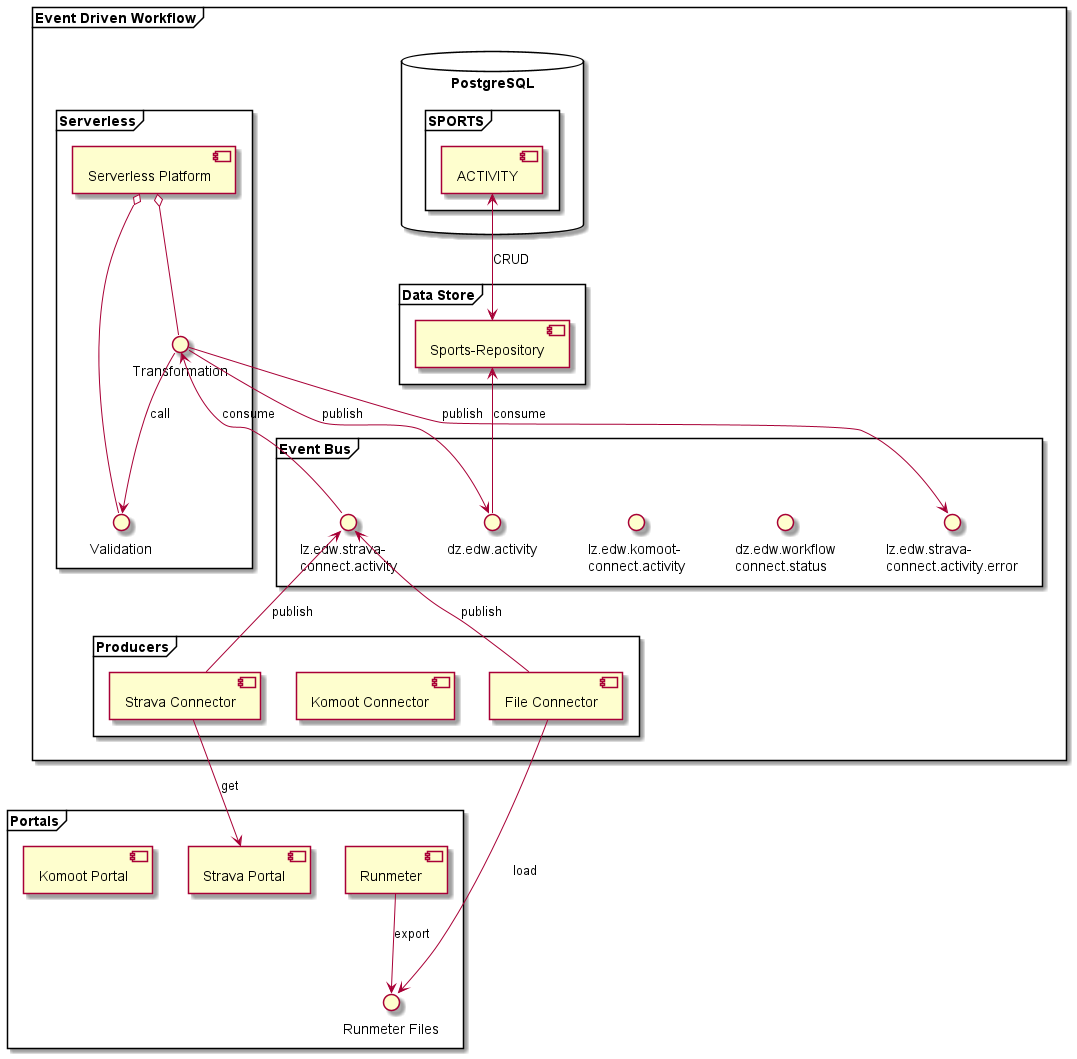 Event Driven Workflow
PostgreSQL
Serverless
SPORTS
Serverless Platform
ACTIVITY
CRUD
Data Store
Sports-Repository
Transformation
call
consume
publish
publish
consume
Event Bus
Validation
lz.edw.strava-
connect.activity
dz.edw.activity
lz.edw.komoot-
connect.activity
dz.edw.workflow
connect.status
lz.edw.strava-
connect.activity.error
publish
publish
Producers
Strava Connector
Komoot Connector
File Connector
get
Portals
Komoot Portal
Strava Portal
Runmeter
load
export
Runmeter Files